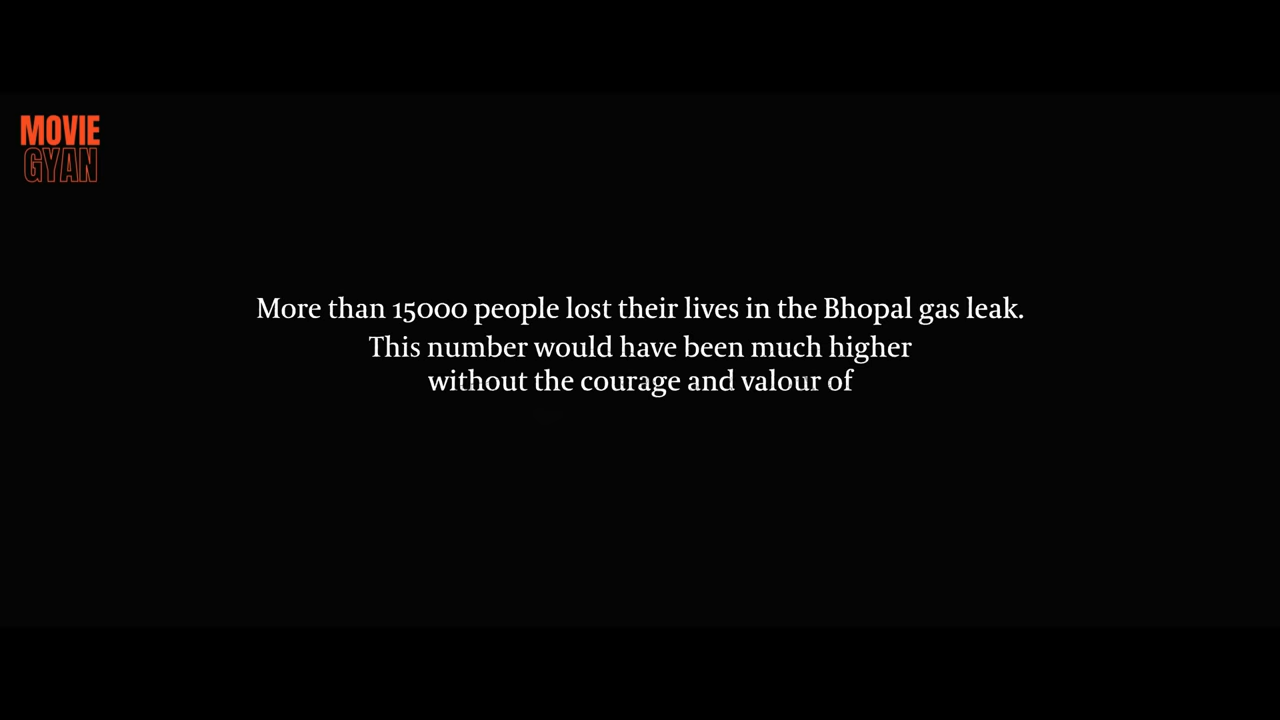 MOVIE
GYAN
More than 15000 people lost their lives in the Bhopal gas leak.
This number would have been much higher
without the courage and valour of